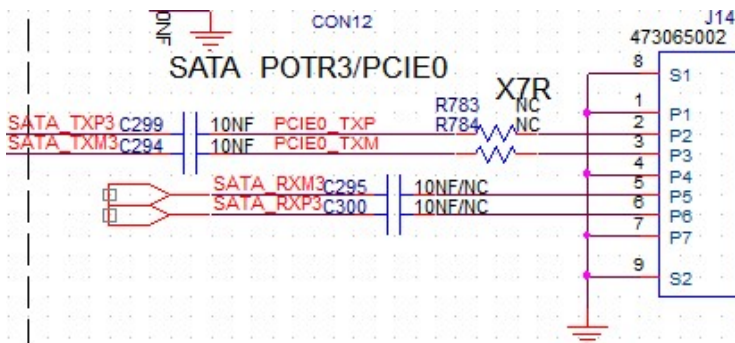 CON12
J14
0NF
473065002
SATA POTR3/PCIE0
8 S1
X7R
R783 NC
1 P1
SATA_TXP3 C299 10NF PCIE0_TXP
R784 NC
2 P2
SATA_TXM3 C294 10NF PCIE0_TXM
3 P3
4 P4
SATA_RXM3 C295 10NF/NC
5 P5
SATA_RXP3 C300 10NF/NC
6 P6
7 P7
9 S2